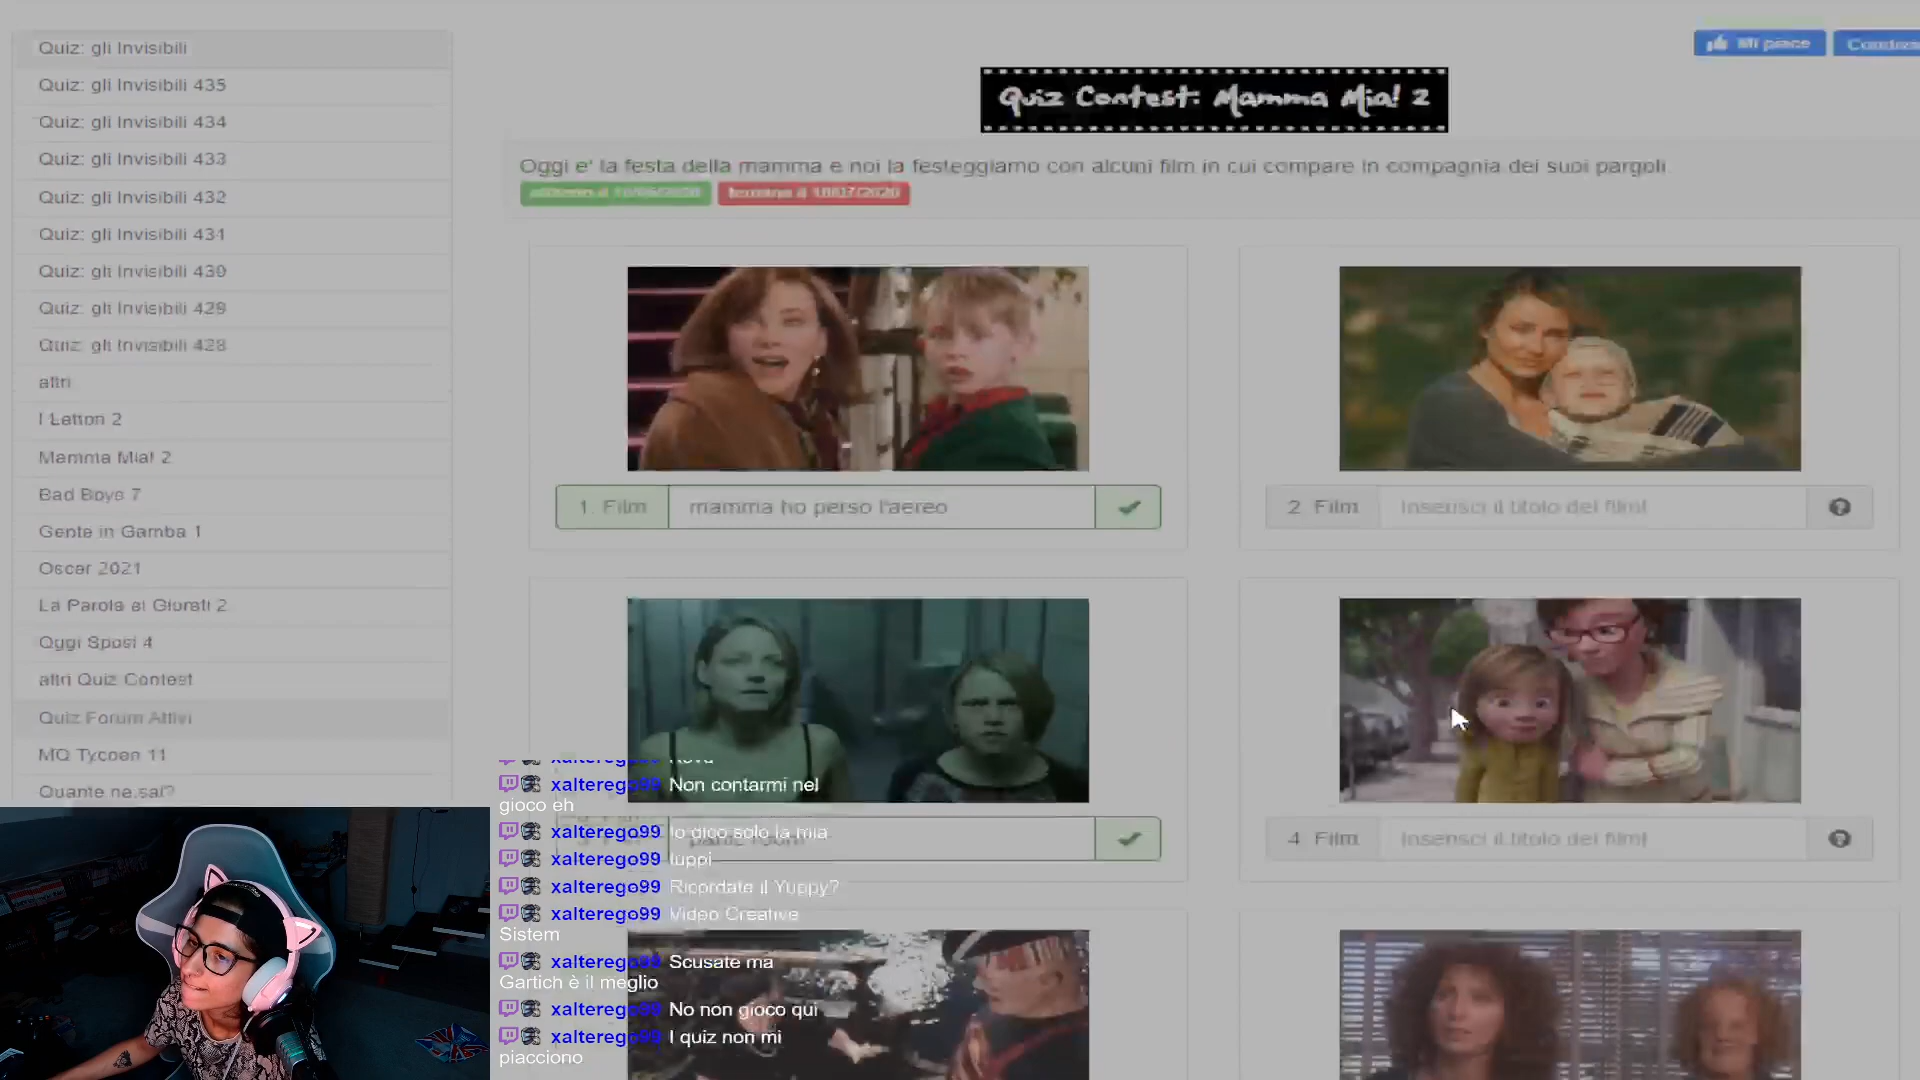 Quiz: gli Invisibili
Quiz: gli Invisibili 435
Quiz: gli Invisibili 434
Quiz: gli Invisibili 433
Quiz: gli Invisibili 432
Quiz: gli Invisibili 431
Quiz: gli Invisibili 430
Quiz: gli Invisibili 429
Quiz: gli Invisibili 428
altri
I Letton 2
Mamma Mia! 2
Bad Boys 7
Gente in Gamba 1
Oscar 2021
La Parola ai Giurati 2
Oggi Sposi 4
altri Quiz Contest
Quiz Forum Attivi
MQ Tycoon 11
Quante ne sai?
Mi piace
Quiz Contest: Mamma Mia! 2
Oggi e' la festa della mamma e noi la festeggiamo con alcuni film in cui compare in compagnia dei suoi pargoli
1. Film
mamma ho perso l'aereo
2 Film
Inserisci il titolo del film!
panic room
4 Film
Inserisci il titolo del film!
xalterego99 Non contarmi nel
gioco eh
xalterego99 Io gico solo la mia
xalterego99 Iuppi
xalterego99 Ricordate il Yuppy?
xalterego99 Video Creative
Sistem
xalterego99 Scusate ma
Gartich è il meglio
xalterego99 No non gioco qui
xalterego99 I quiz non mi
piacciono